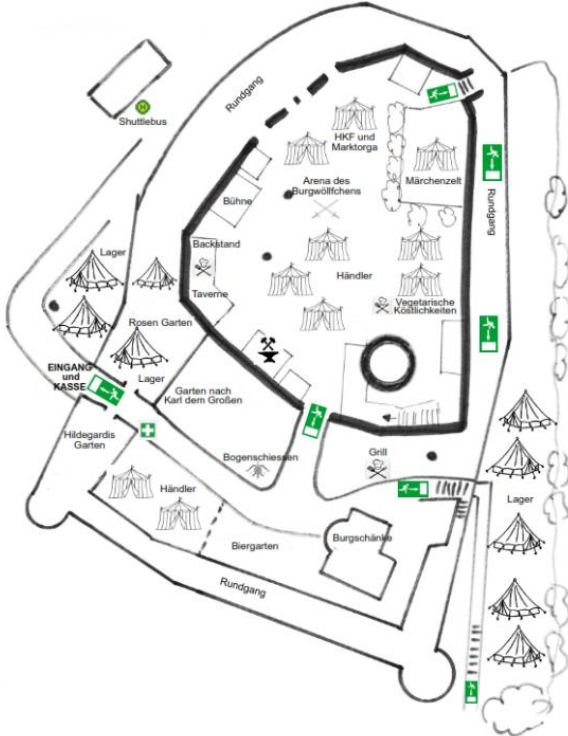 H
Shuttlebus
Rundgang
HKF und
Marktorga
Märchenzelt
Arena des
Burgwölfchens
Bühne
Rundgang
Backstand
Lager
Händler
Taverne
Vegetarische
Köstlichkeiten
Rosen Garten
EINGANG
und
KASSE
Lager
Garten nach
Karl dem Großen
Hildegardis
Garten
Bogenschiessen
Grill
Händler
Lager
Biergarten
Burgschänke
Rundgang